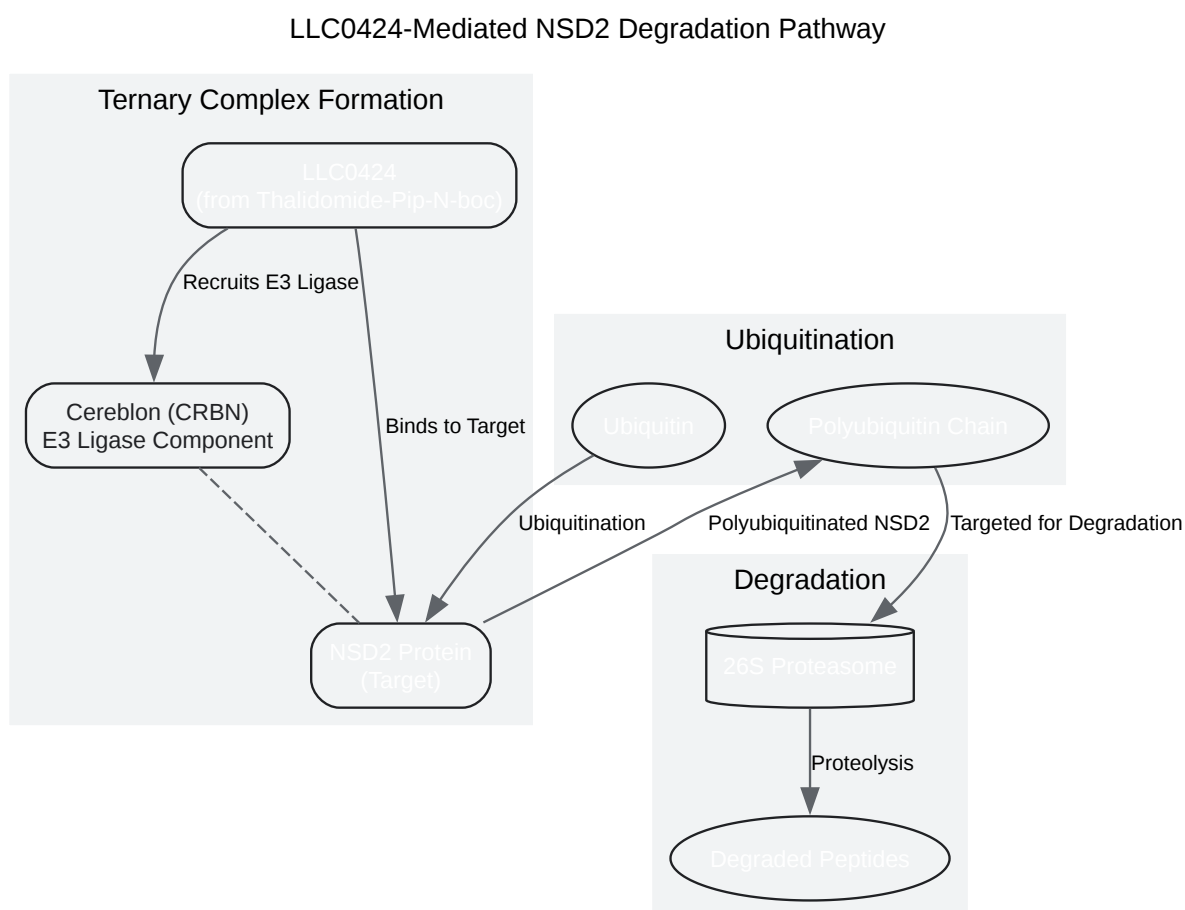 LLC0424-Mediated NSD2 Degradation Pathway
Ternary Complex Formation
LLC0424
(from Thalidomide-Pip-N-boc)
Recruits E3 Ligase
Ubiquitination
Cerebron (CRBN)
E3 Ligase Component
Binds to Target
Ubiquitin
Polyubiquitin Chain
Ubiquitination
Polyubiquitinated NSD2
Targeted for Degradation
Degradation
NSD2 Protein
(Target)
26S Proteasome
Proteolysis
Degraded Peptides